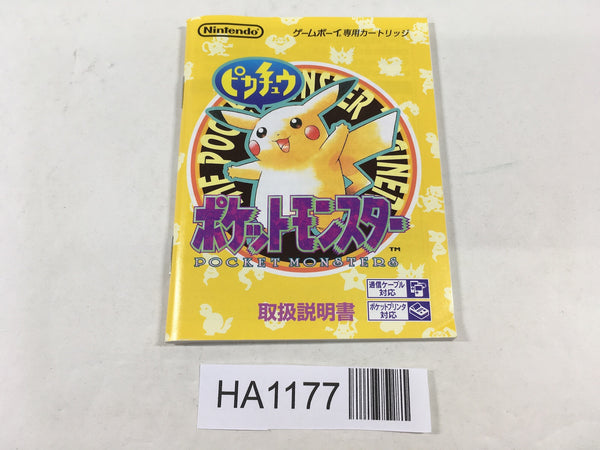 Nintendo
ゲームボーイ専用カートリッジ
ピカチュウ
ポケットモンスター
TM
POCKET MONSTERS
通信ケーブル
対応
ポケットプリンタ
対応
取扱説明書
HA1177